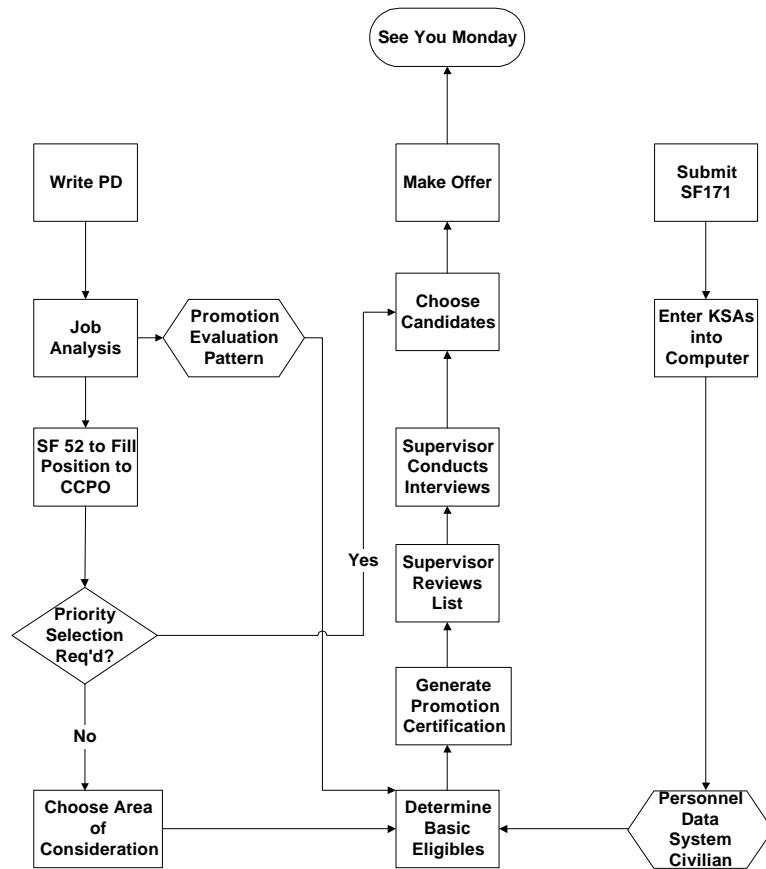 See You Monday
Write PD
Make Offer
Submit
SF171
Job
Analysis
Promotion
Evaluation
Pattern
Choose
Candidates
Enter KSAs
into
Computer
SF 52 to Fill
Position to
CCPO
Supervisor
Conducts
Interviews
Yes
Supervisor
Reviews
List
Priority
Selection
Req'd?
Generate
Promotion
Certification
No
Choose Area
of
Consideration
Determine
Basic
Eligibles
Personnel
Data
System
Civilian